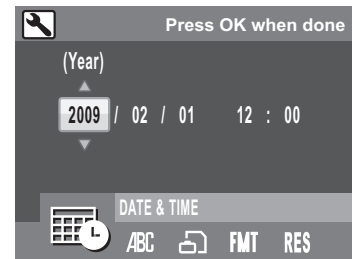 Press OK when done
(Year)
2009 / 02 / 01 12 : 00
DATE & TIME
ABC FMT RES